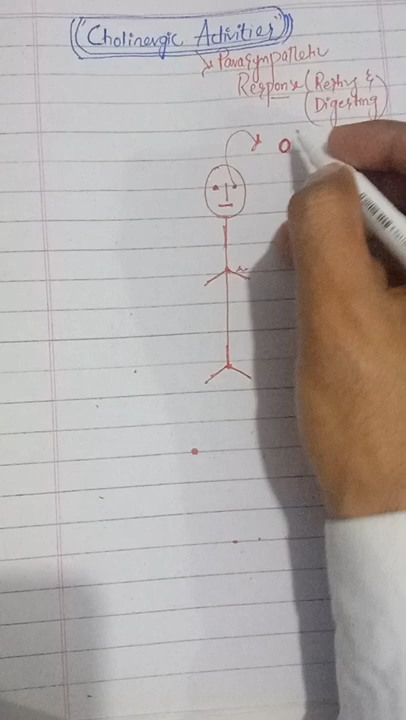 "Cholinergic Activities"
Parasympathetic
Response (Resting &
Digesting)
O